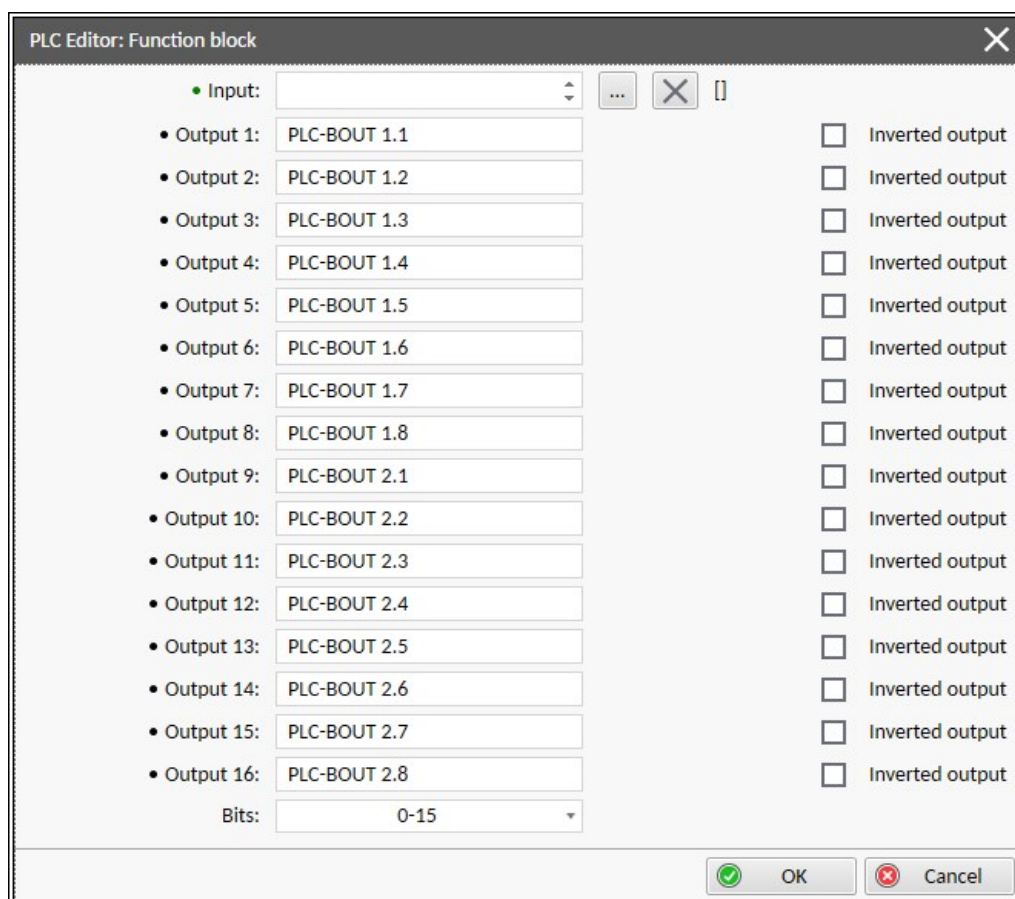 PLC Editor: Function block
• Input: ... []
• Output 1: PLC-BOUT 1.1 Inverted output
• Output 2: PLC-BOUT 1.2 Inverted output
• Output 3: PLC-BOUT 1.3 Inverted output
• Output 4: PLC-BOUT 1.4 Inverted output
• Output 5: PLC-BOUT 1.5 Inverted output
• Output 6: PLC-BOUT 1.6 Inverted output
• Output 7: PLC-BOUT 1.7 Inverted output
• Output 8: PLC-BOUT 1.8 Inverted output
• Output 9: PLC-BOUT 2.1 Inverted output
• Output 10: PLC-BOUT 2.2 Inverted output
• Output 11: PLC-BOUT 2.3 Inverted output
• Output 12: PLC-BOUT 2.4 Inverted output
• Output 13: PLC-BOUT 2.5 Inverted output
• Output 14: PLC-BOUT 2.6 Inverted output
• Output 15: PLC-BOUT 2.7 Inverted output
• Output 16: PLC-BOUT 2.8 Inverted output
Bits: 0-15
OK Cancel